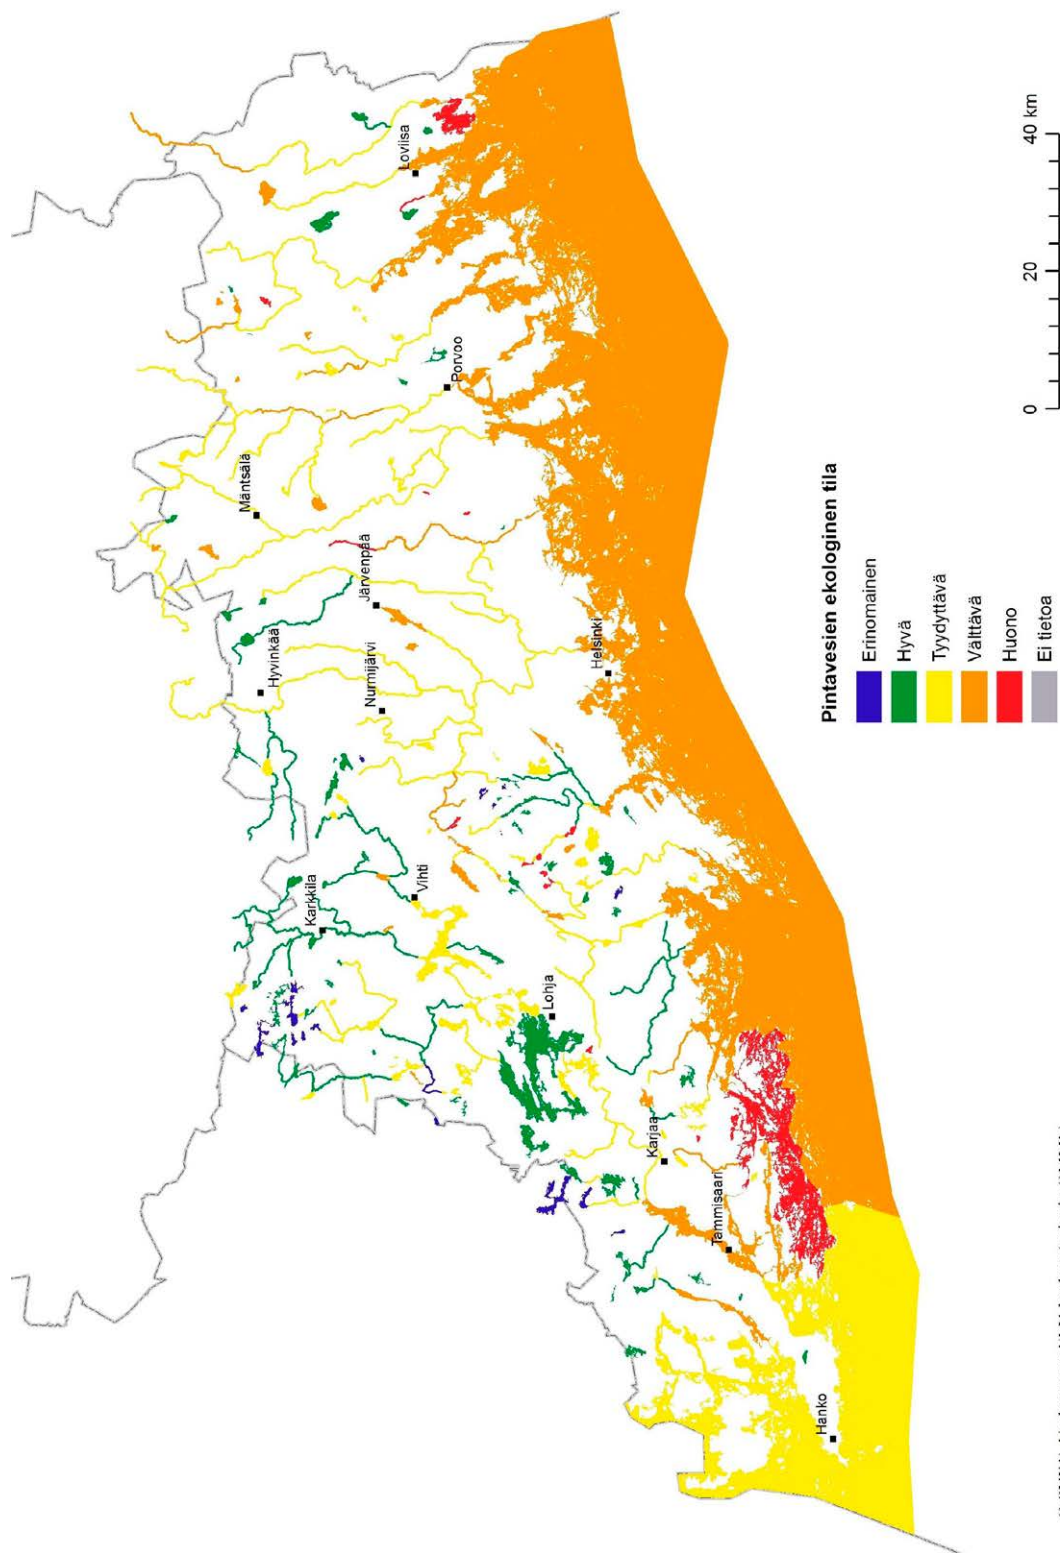 Loviisa
Porvoo
Mäntsälä
Järvenpää
Hyvinkää
Nurmijärvi
Helsinki
Karkkila
Vihti
Lohja
Karjaa
Tammisaari
Hanko
0 20 40 km
Pintavesien ekologinen tila
Erinomainen
Hyvä
Tyydyttävä
Välttävä
Huono
Ei tietoa